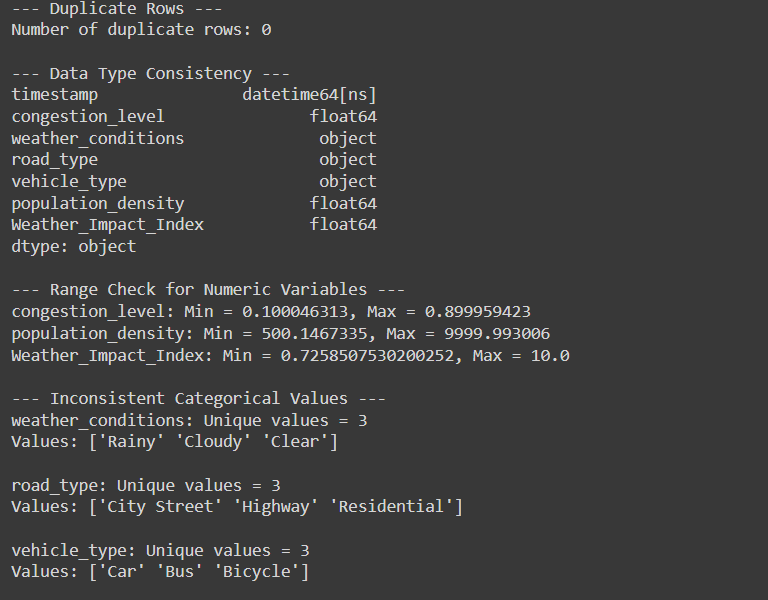 --- Duplicate Rows ---
Number of duplicate rows: 0

--- Data Type Consistency ---
timestamp               datetime64[ns]
congestion_level               float64
weather_conditions              object
road_type                       object
vehicle_type                    object
population_density             float64
Weather_Impact_Index           float64
dtype: object

--- Range Check for Numeric Variables ---
congestion_level: Min = 0.100046313, Max = 0.899959423
population_density: Min = 500.1467335, Max = 9999.993006
Weather_Impact_Index: Min = 0.7258507530200252, Max = 10.0

--- Inconsistent Categorical Values ---
weather_conditions: Unique values = 3
Values: ['Rainy' 'Cloudy' 'Clear']

road_type: Unique values = 3
Values: ['City Street' 'Highway' 'Residential']

vehicle_type: Unique values = 3
Values: ['Car' 'Bus' 'Bicycle']